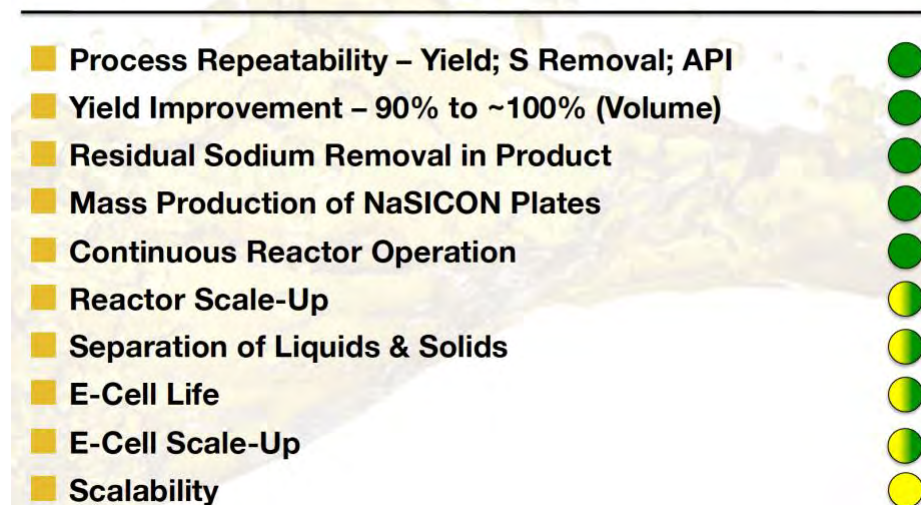 Process Repeatability – Yield; S Removal; API
Yield Improvement – 90% to ~100% (Volume)
Residual Sodium Removal in Product
Mass Production of NaSICON Plates
Continuous Reactor Operation
Reactor Scale-Up
Separation of Liquids & Solids
E-Cell Life
E-Cell Scale-Up
Scalability